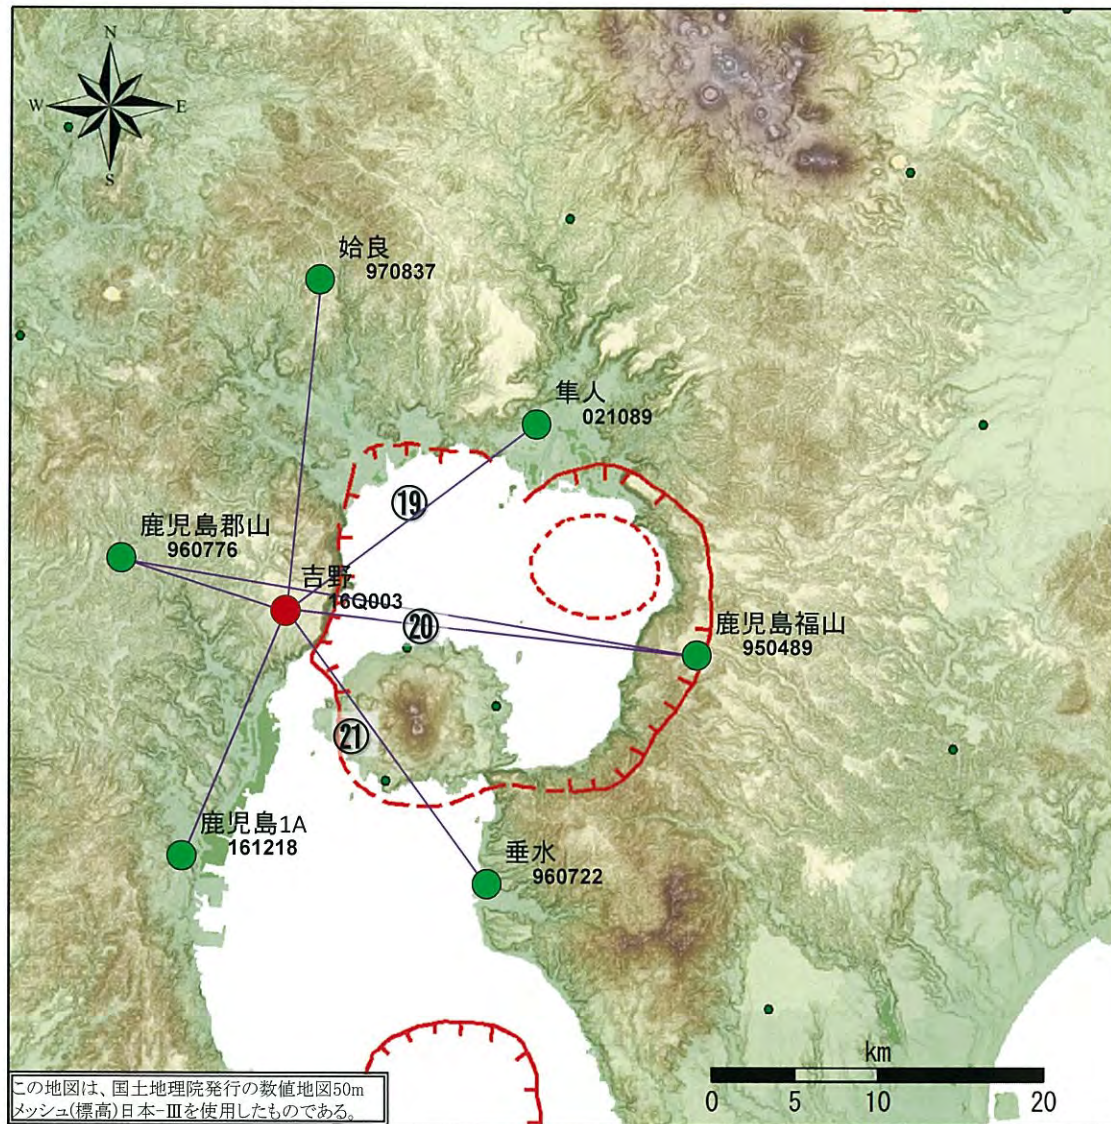 N
W
E
S
姶良
970837
隼人
021089
⑲
鹿児島郡山
960776
吉野
16Q003
⑳
鹿児島福山
950489
㉑
鹿児島1A
161218
垂水
960722
km
0 5 10 20
この地図は、国土地理院発行の数値地図50m
メッシュ(標高)日本-Ⅲを使用したものである。